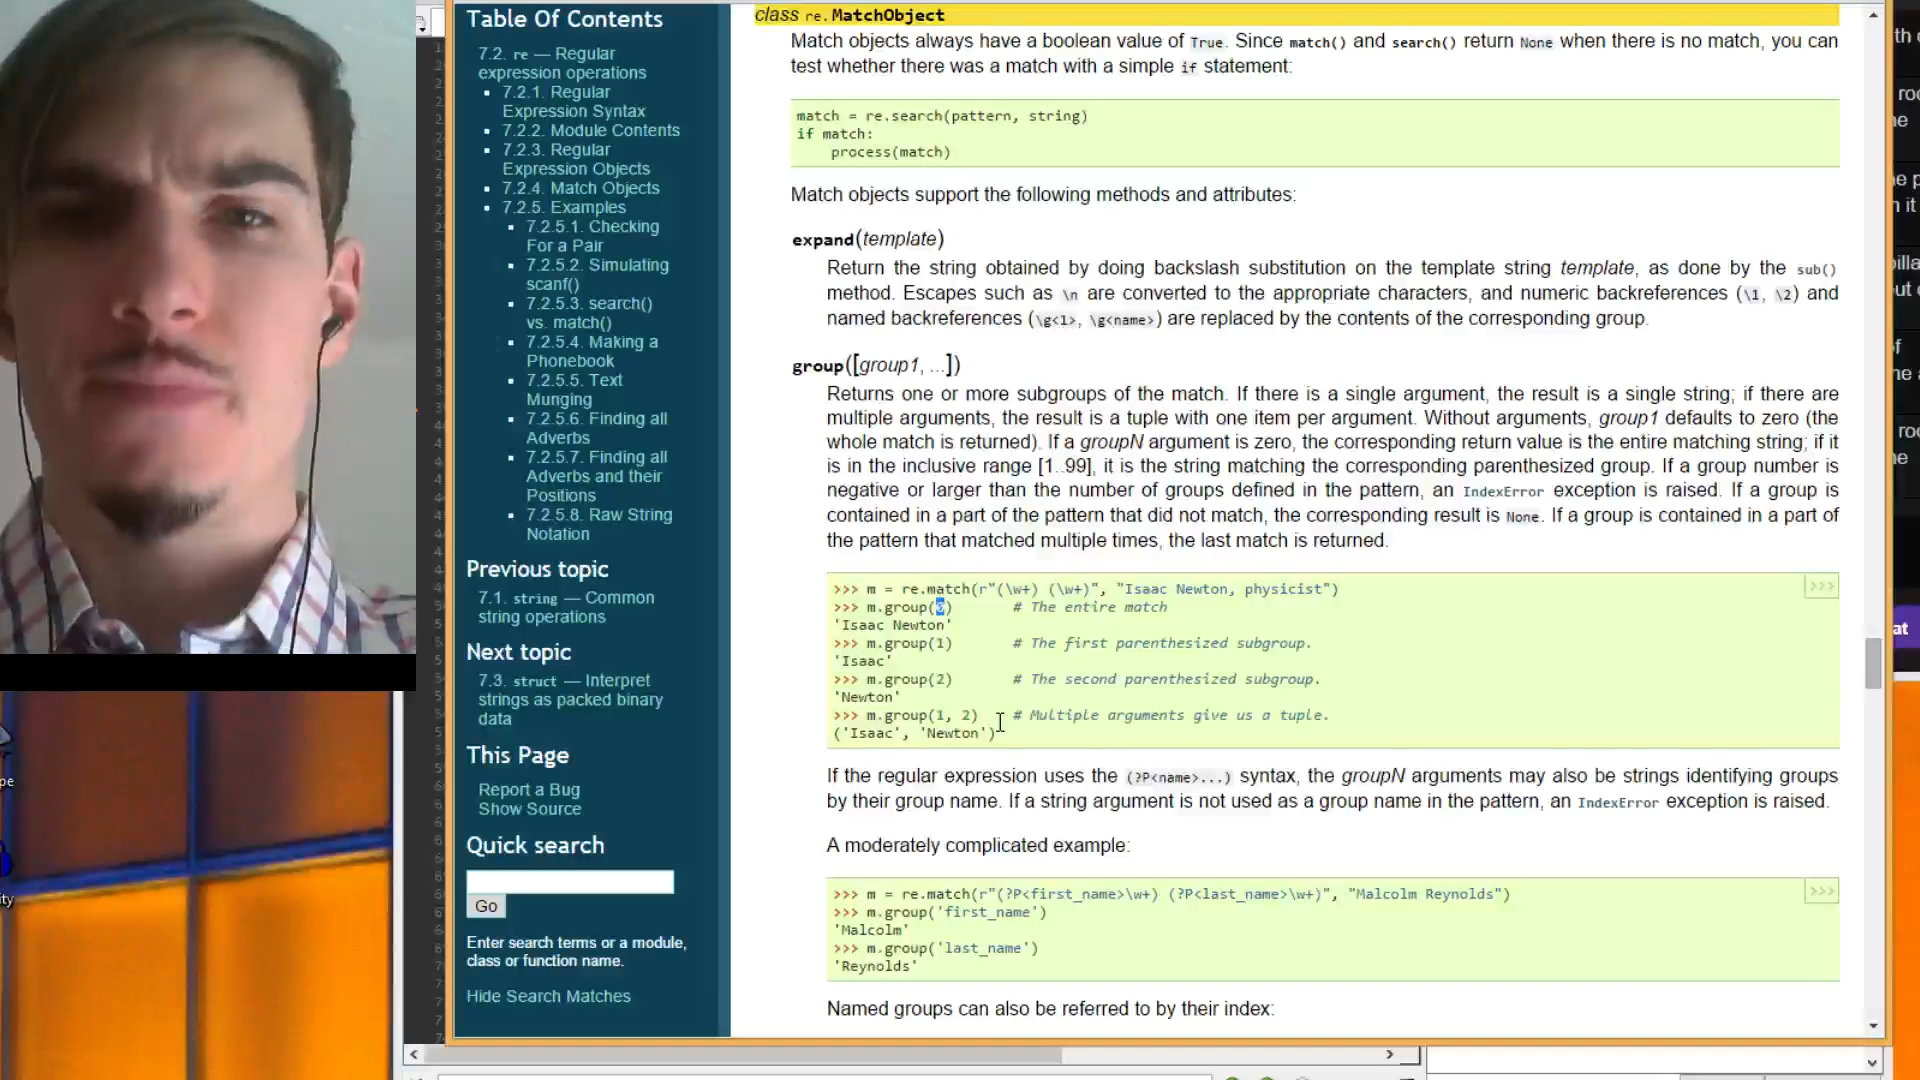 Table Of Contents
7.2. re — Regular
expression operations
7.2.1. Regular
Expression Syntax
7.2.2. Module Contents
7.2.3. Regular
Expression Objects
7.2.4. Match Objects
7.2.5. Examples
7.2.5.1. Checking
For a Pair
7.2.5.2. Simulating
scanf()
7.2.5.3. search()
vs. match()
7.2.5.4. Making a
Phonebook
7.2.5.5. Text
Munging
7.2.5.6. Finding all
Adverbs
7.2.5.7. Finding all
Adverbs and their
Positions
7.2.5.8. Raw String
Notation
Previous topic
7.1. string — Common
string operations
Next topic
7.3. struct — Interpret
strings as packed binary
data
This Page
Report a Bug
Show Source
Quick search
Go
Enter search terms or a module,
class or function name.
Hide Search Matches
class re.MatchObject
Match objects always have a boolean value of True. Since match() and search() return None when there is no match, you can
test whether there was a match with a simple if statement:
match = re.search(pattern, string)
if match:
process(match)
Match objects support the following methods and attributes:
expand(template)
Return the string obtained by doing backslash substitution on the template string template, as done by the sub()
method. Escapes such as \n are converted to the appropriate characters, and numeric backreferences (\1, \2) and
named backreferences (\g<1>, \g<name>) are replaced by the contents of the corresponding group.
group([group1, ...])
Returns one or more subgroups of the match. If there is a single argument, the result is a single string; if there are
multiple arguments, the result is a tuple with one item per argument. Without arguments, group1 defaults to zero (the
whole match is returned). If a groupN argument is zero, the corresponding return value is the entire matching string; if it
is in the inclusive range [1..99], it is the string matching the corresponding parenthesized group. If a group number is
negative or larger than the number of groups defined in the pattern, an IndexError exception is raised. If a group is
contained in a part of the pattern that did not match, the corresponding result is None. If a group is contained in a part of
the pattern that matched multiple times, the last match is returned.
>>> m = re.match(r"(\w+) (\w+)", "Isaac Newton, physicist")
>>>
>>> m.group(0) # The entire match
'Isaac Newton'
>>> m.group(1) # The first parenthesized subgroup.
'Isaac'
>>> m.group(2) # The second parenthesized subgroup.
'Newton'
>>> m.group(1, 2) # Multiple arguments give us a tuple.
('Isaac', 'Newton')
If the regular expression uses the (?P<name>...) syntax, the groupN arguments may also be strings identifying groups
by their group name. If a string argument is not used as a group name in the pattern, an IndexError exception is raised.
A moderately complicated example:
>>> m = re.match(r"(?P<first_name>\w+) (?P<last_name>\w+)", "Malcolm Reynolds")
>>>
>>> m.group('first_name')
'Malcolm'
>>> m.group('last_name')
'Reynolds'
Named groups can also be referred to by their index: